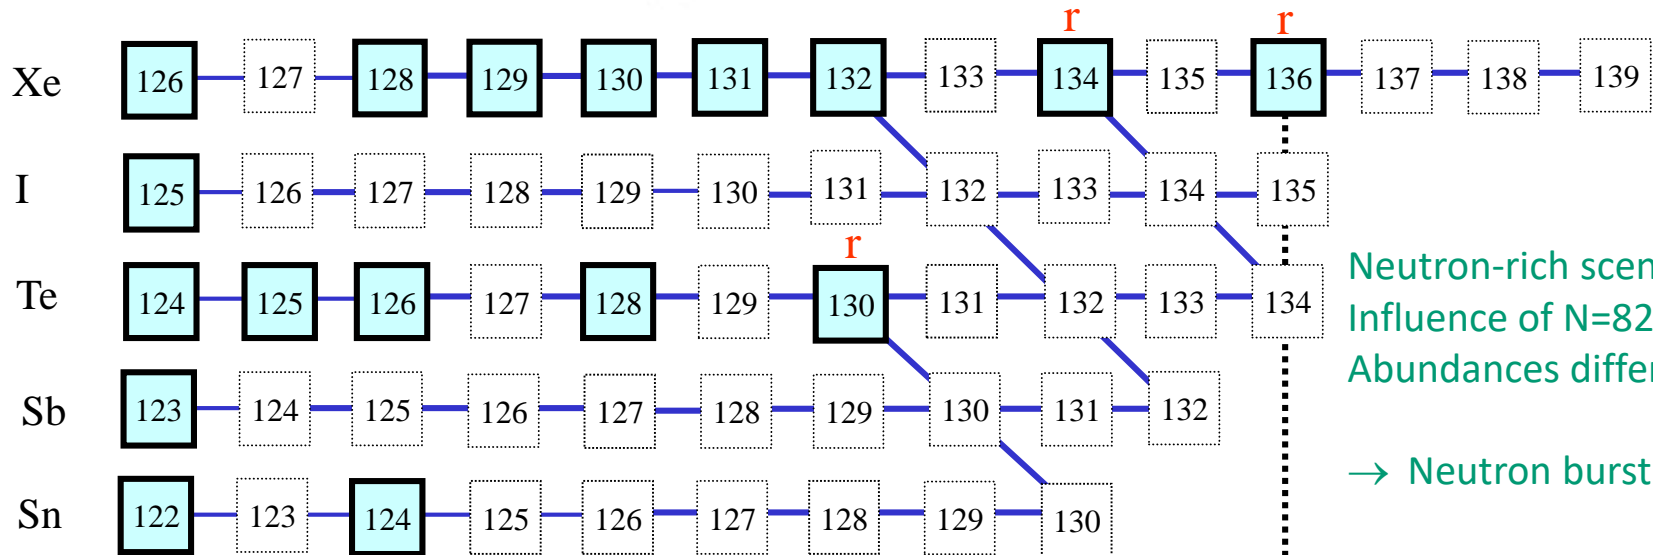 r r
Xe 126 127 128 129 130 131 132 133 134 135 136 137 138 139
I 125 126 127 128 129 130 131 132 133 134 135
r
Te 124 125 126 127 128 129 130 131 132 133 134
Neutron-rich
Influence of N=82
Abundances
Sb 123 124 125 126 127 128 129 130 131 132
→ Neutron burst
Sn 122 123 124 125 126 127 128 129 130